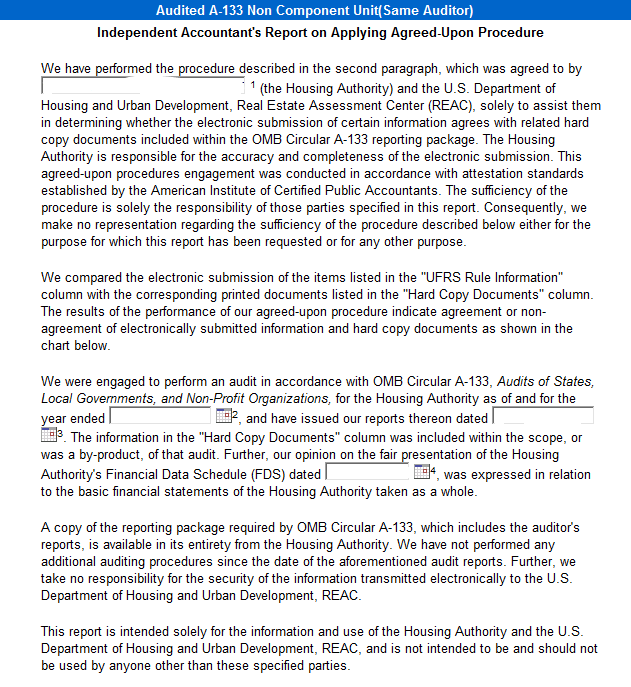 Audited A-133 Non Component Unit(Same Auditor)
Independent Accountant's Report on Applying Agreed-Upon Procedure
We have performed the procedure described in the second paragraph, which was agreed to by
1 (the Housing Authority) and the U.S. Department of
Housing and Urban Development, Real Estate Assessment Center (REAC), solely to assist them
in determining whether the electronic submission of certain information agrees with related hard
copy documents included within the OMB Circular A-133 reporting package. The Housing
Authority is responsible for the accuracy and completeness of the electronic submission. This
agreed-upon procedures engagement was conducted in accordance with attestation standards
established by the American Institute of Certified Public Accountants. The sufficiency of the
procedure is solely the responsibility of those parties specified in this report. Consequently, we
make no representation regarding the sufficiency of the procedure described below either for the
purpose for which this report has been requested or for any other purpose.
We compared the electronic submission of the items listed in the "UFRS Rule Information"
column with the corresponding printed documents listed in the "Hard Copy Documents" column.
The results of the performance of our agreed-upon procedure indicate agreement or non-
agreement of electronically submitted information and hard copy documents as shown in the
chart below.
We were engaged to perform an audit in accordance with OMB Circular A-133, Audits of States,
Local Governments, and Non-Profit Organizations, for the Housing Authority as of and for the
year ended 2, and have issued our reports thereon dated
3. The information in the "Hard Copy Documents" column was included within the scope, or
was a by-product, of that audit. Further, our opinion on the fair presentation of the Housing
Authority's Financial Data Schedule (FDS) dated 4, was expressed in relation
to the basic financial statements of the Housing Authority taken as a whole.
A copy of the reporting package required by OMB Circular A-133, which includes the auditor's
reports, is available in its entirety from the Housing Authority. We have not performed any
additional auditing procedures since the date of the aforementioned audit reports. Further, we
take no responsibility for the security of the information transmitted electronically to the U.S.
Department of Housing and Urban Development, REAC.
This report is intended solely for the information and use of the Housing Authority and the U.S.
Department of Housing and Urban Development, REAC, and is not intended to be and should not
be used by anyone other than these specified parties.